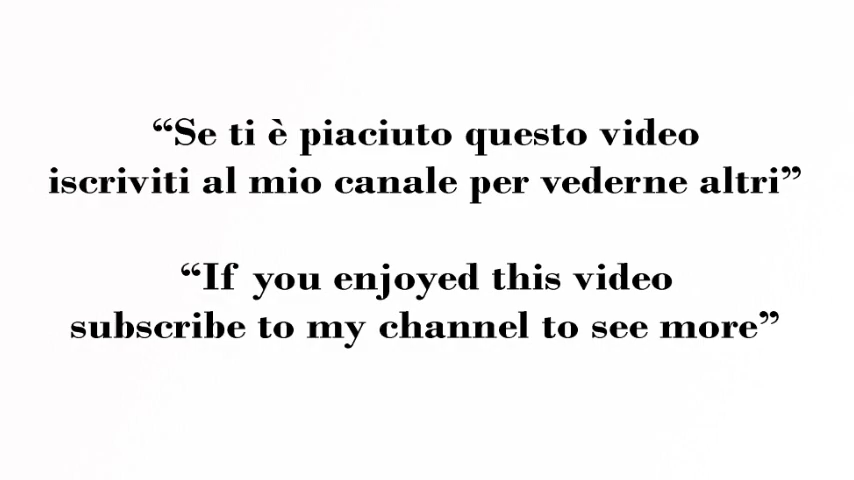 “Se ti è piaciuto questo video
iscriviti al mio canale per vederne altri”
“If you enjoyed this video
subscribe to my channel to see more”